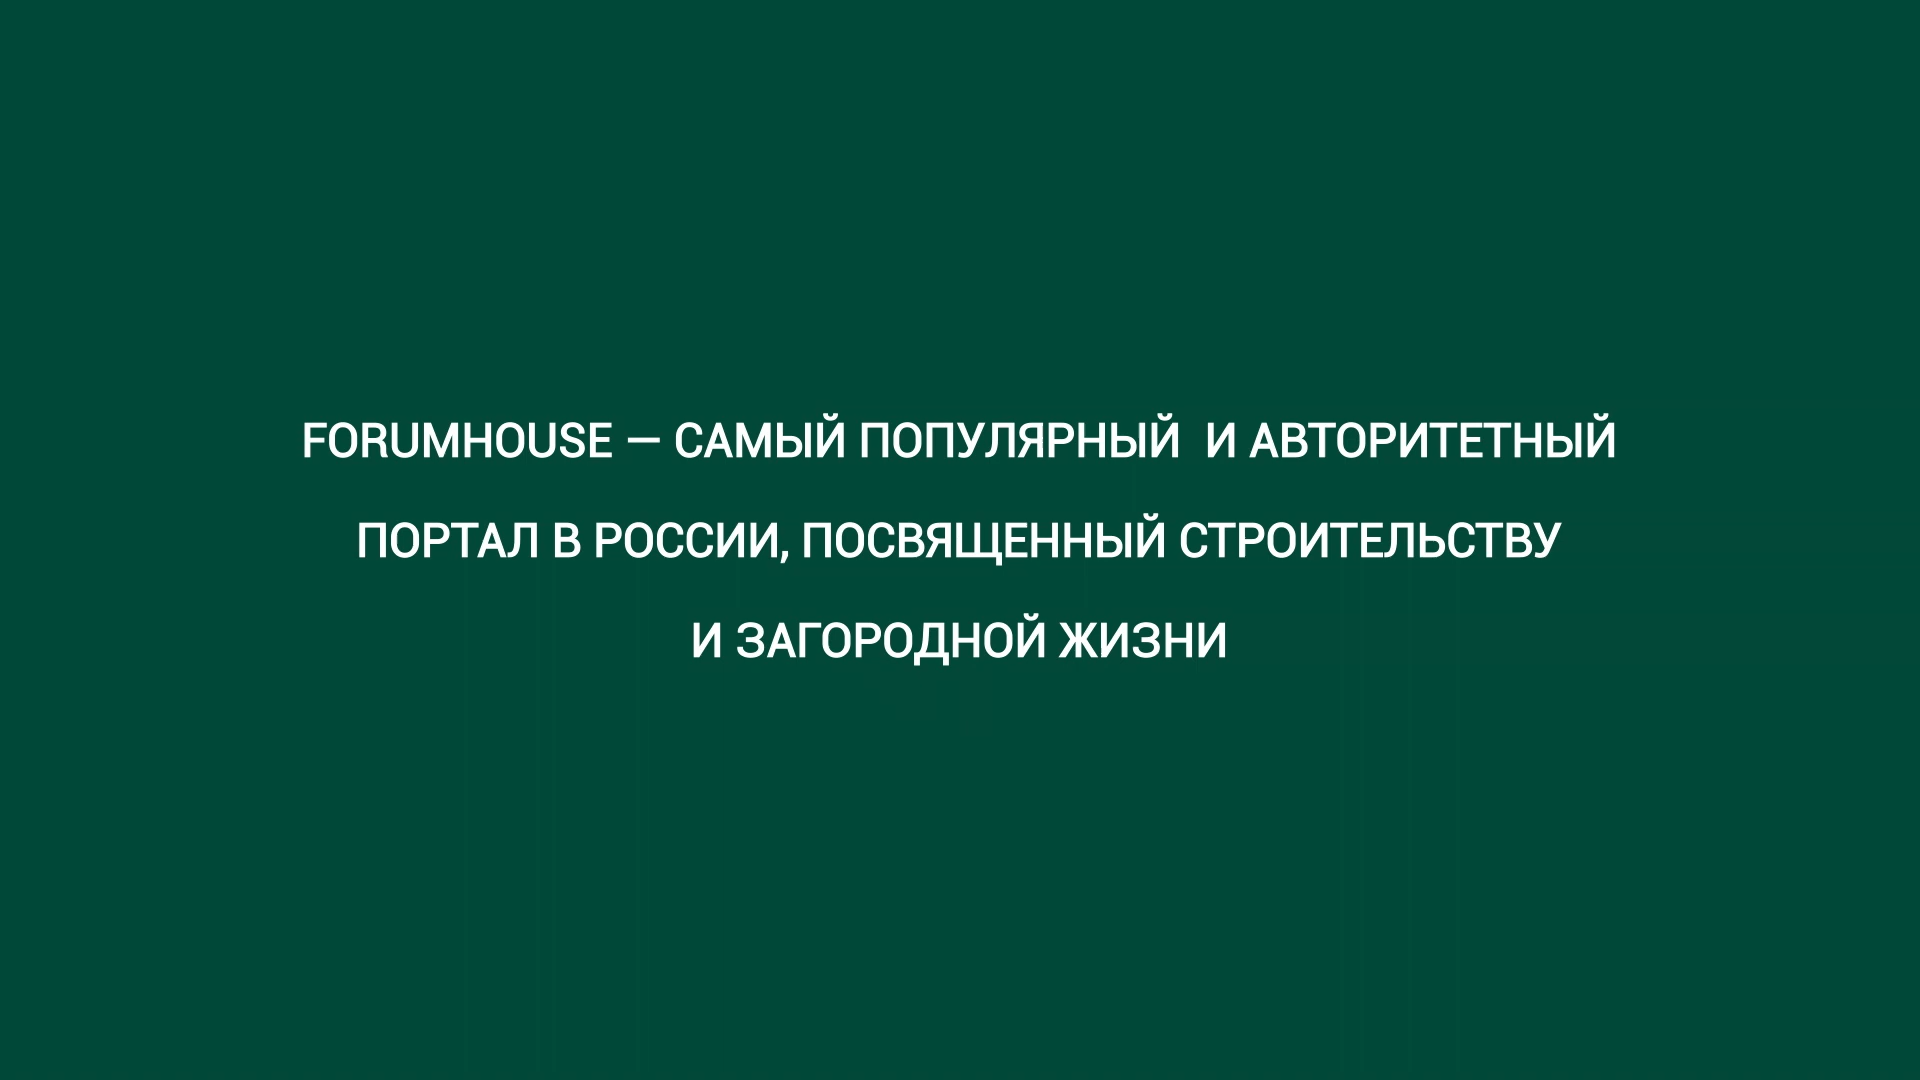 FORUMHOUSE — САМЫЙ ПОПУЛЯРНЫЙ  И АВТОРИТЕТНЫЙ
ПОРТАЛ В РОССИИ, ПОСВЯЩЕННЫЙ СТРОИТЕЛЬСТВУ
И ЗАГОРОДНОЙ ЖИЗНИ